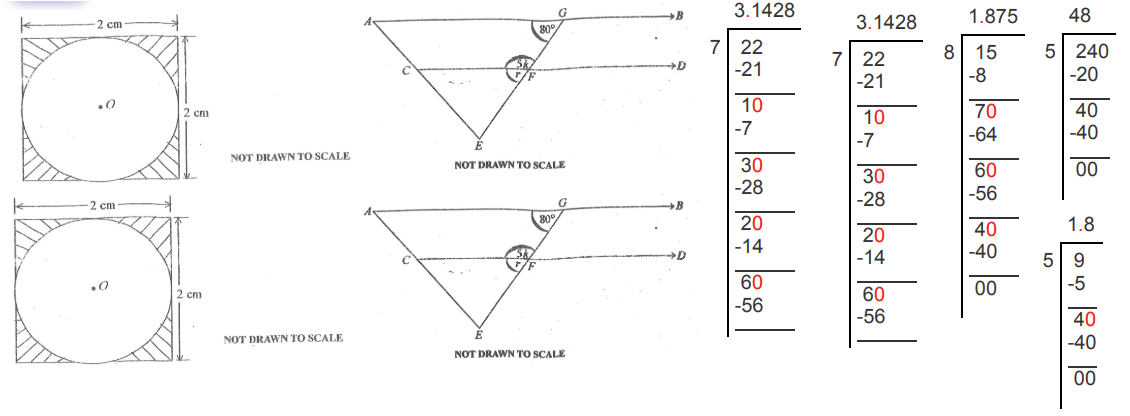 2 cm
O
2 cm
NOT DRAWN TO SCALE
A
G
B
80°
C
5k
r
F
D
E
NOT DRAWN TO SCALE
2 cm
O
2 cm
NOT DRAWN TO SCALE
A
G
B
80°
C
5k
r
F
D
E
NOT DRAWN TO SCALE
3.1428
7 22
-21
10
-7
30
-28
20
-14
60
-56
3.1428
7 22
-21
10
-7
30
-28
20
-14
60
-56
1.875
8 15
-8
70
-64
60
-56
40
-40
00
48
5 240
-20
40
-40
00
1.8
5 9
-5
40
-40
00